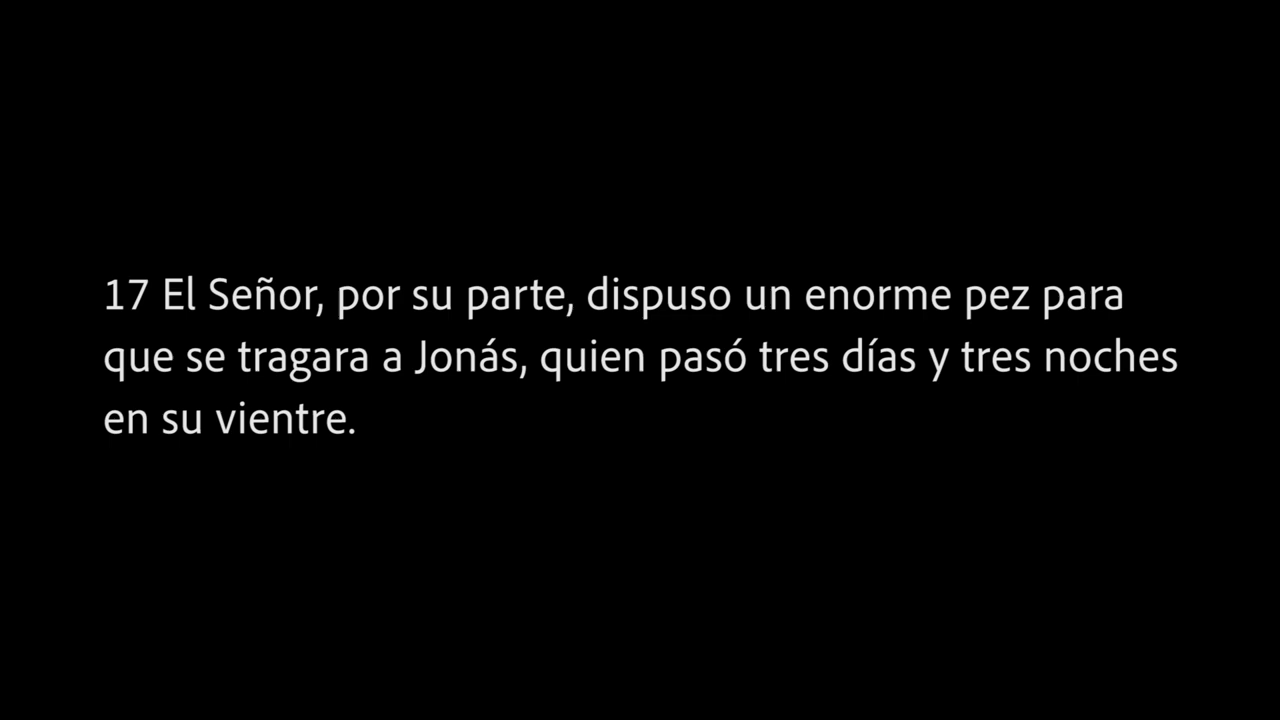 17 El Señor, por su parte, dispuso un enorme pez para
que se tragara a Jonás, quien pasó tres días y tres noches
en su vientre.